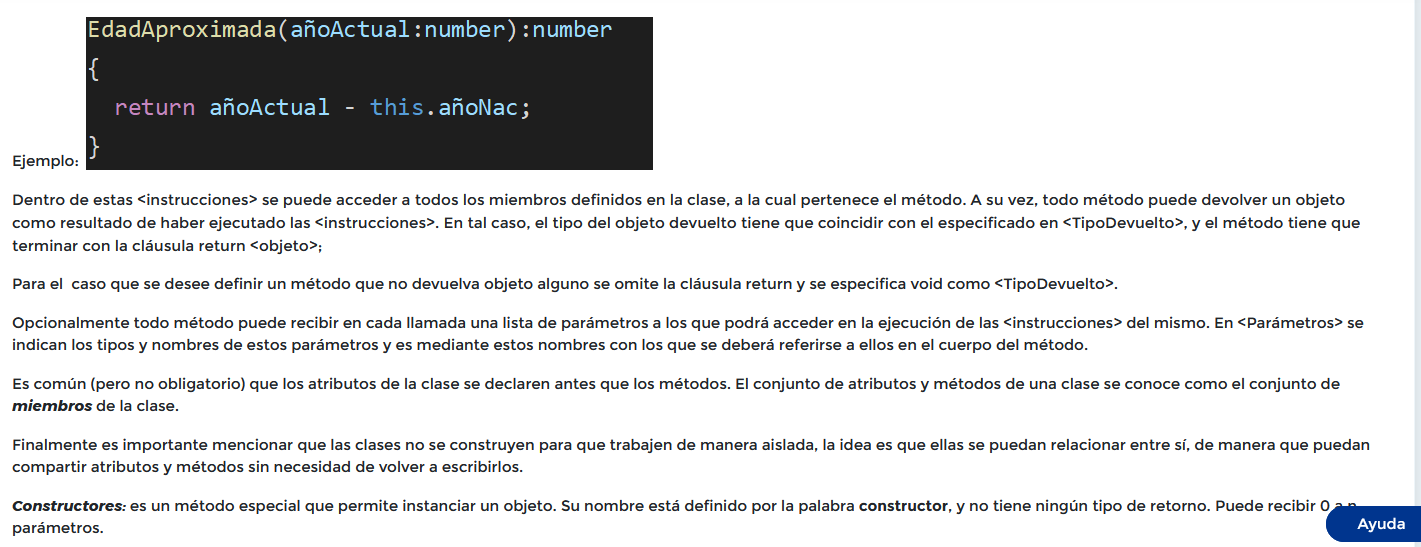 EdadAproximada(añoActual:number):number
{
return añoActual - this.añoNac;
}
Ejemplo:
Dentro de estas <instrucciones> se puede acceder a todos los miembros definidos en la clase, a la cual pertenece el método. A su vez, todo método puede devolver un objeto
como resultado de haber ejecutado las <instrucciones>. En tal caso, el tipo del objeto devuelto tiene que coincidir con el especificado en <TipoDevuelto>, y el método tiene que
terminar con la cláusula return <objeto>;
Para el  caso que se desee definir un método que no devuelva objeto alguno se omite la cláusula return y se especifica void como <TipoDevuelto>.
Opcionalmente todo método puede recibir en cada llamada una lista de parámetros a los que podrá acceder en la ejecución de las <instrucciones> del mismo. En <Parámetros> se
indican los tipos y nombres de estos parámetros y es mediante estos nombres con los que se deberá referirse a ellos en el cuerpo del método.
Es común (pero no obligatorio) que los atributos de la clase se declaren antes que los métodos. El conjunto de atributos y métodos de una clase se conoce como el conjunto de
miembros de la clase.
Finalmente es importante mencionar que las clases no se construyen para que trabajen de manera aislada, la idea es que ellas se puedan relacionar entre sí, de manera que puedan
compartir atributos y métodos sin necesidad de volver a escribirlos.
Constructores: es un método especial que permite instanciar un objeto. Su nombre está definido por la palabra constructor, y no tiene ningún tipo de retorno. Puede recibir 0 a n
parámetros.
Ayuda